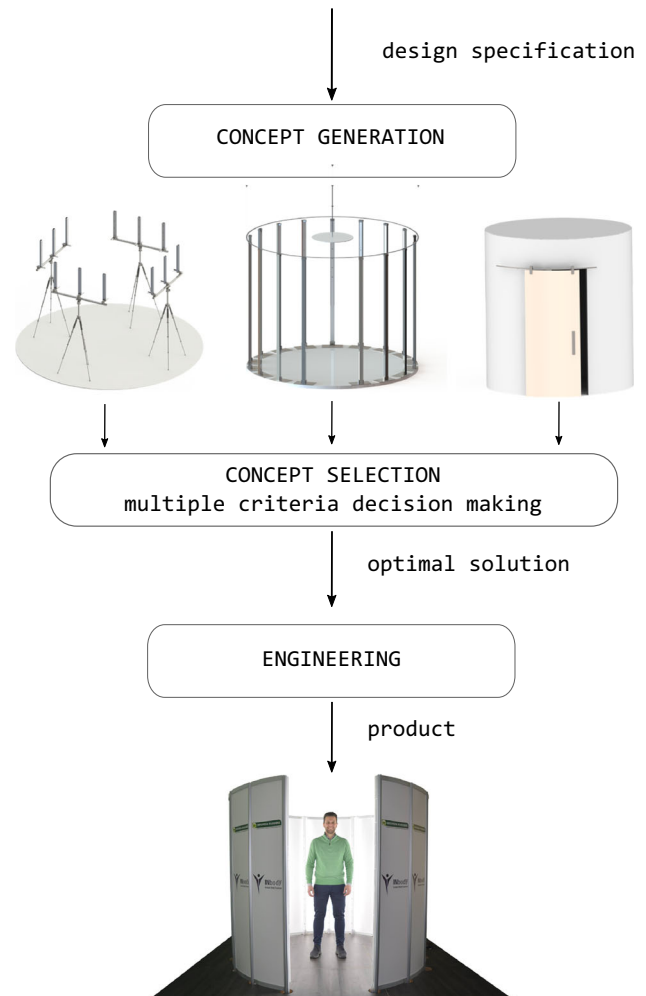 design specification
CONCEPT GENERATION
CONCEPT SELECTION
multiple criteria decision making
optimal solution
ENGINEERING
product